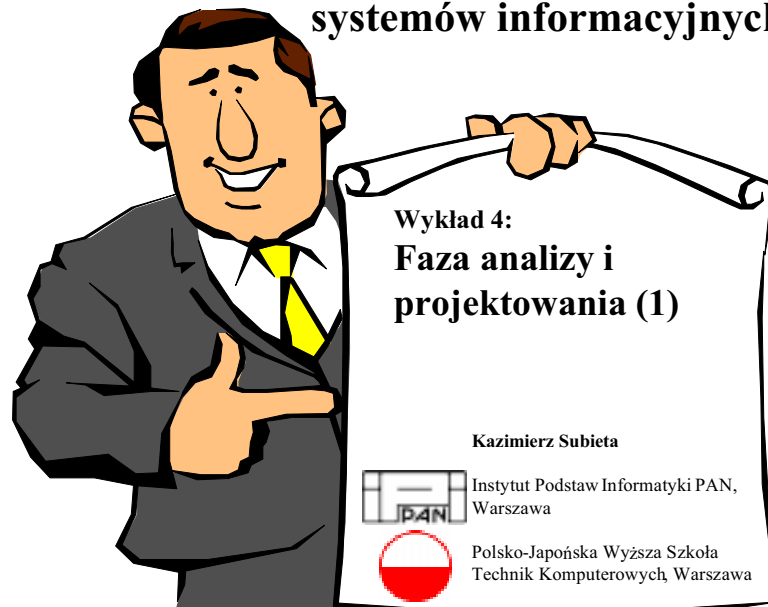 systemów informacyjnych
Wykład 4:
Faza analizy i
projektowania (1)
Kazimierz Subieta
Instytut Podstaw Informatyki PAN,
Warszawa
PAN
Polsko-Japońska Wyższa Szkoła
Technik Komputerowych, Warszawa